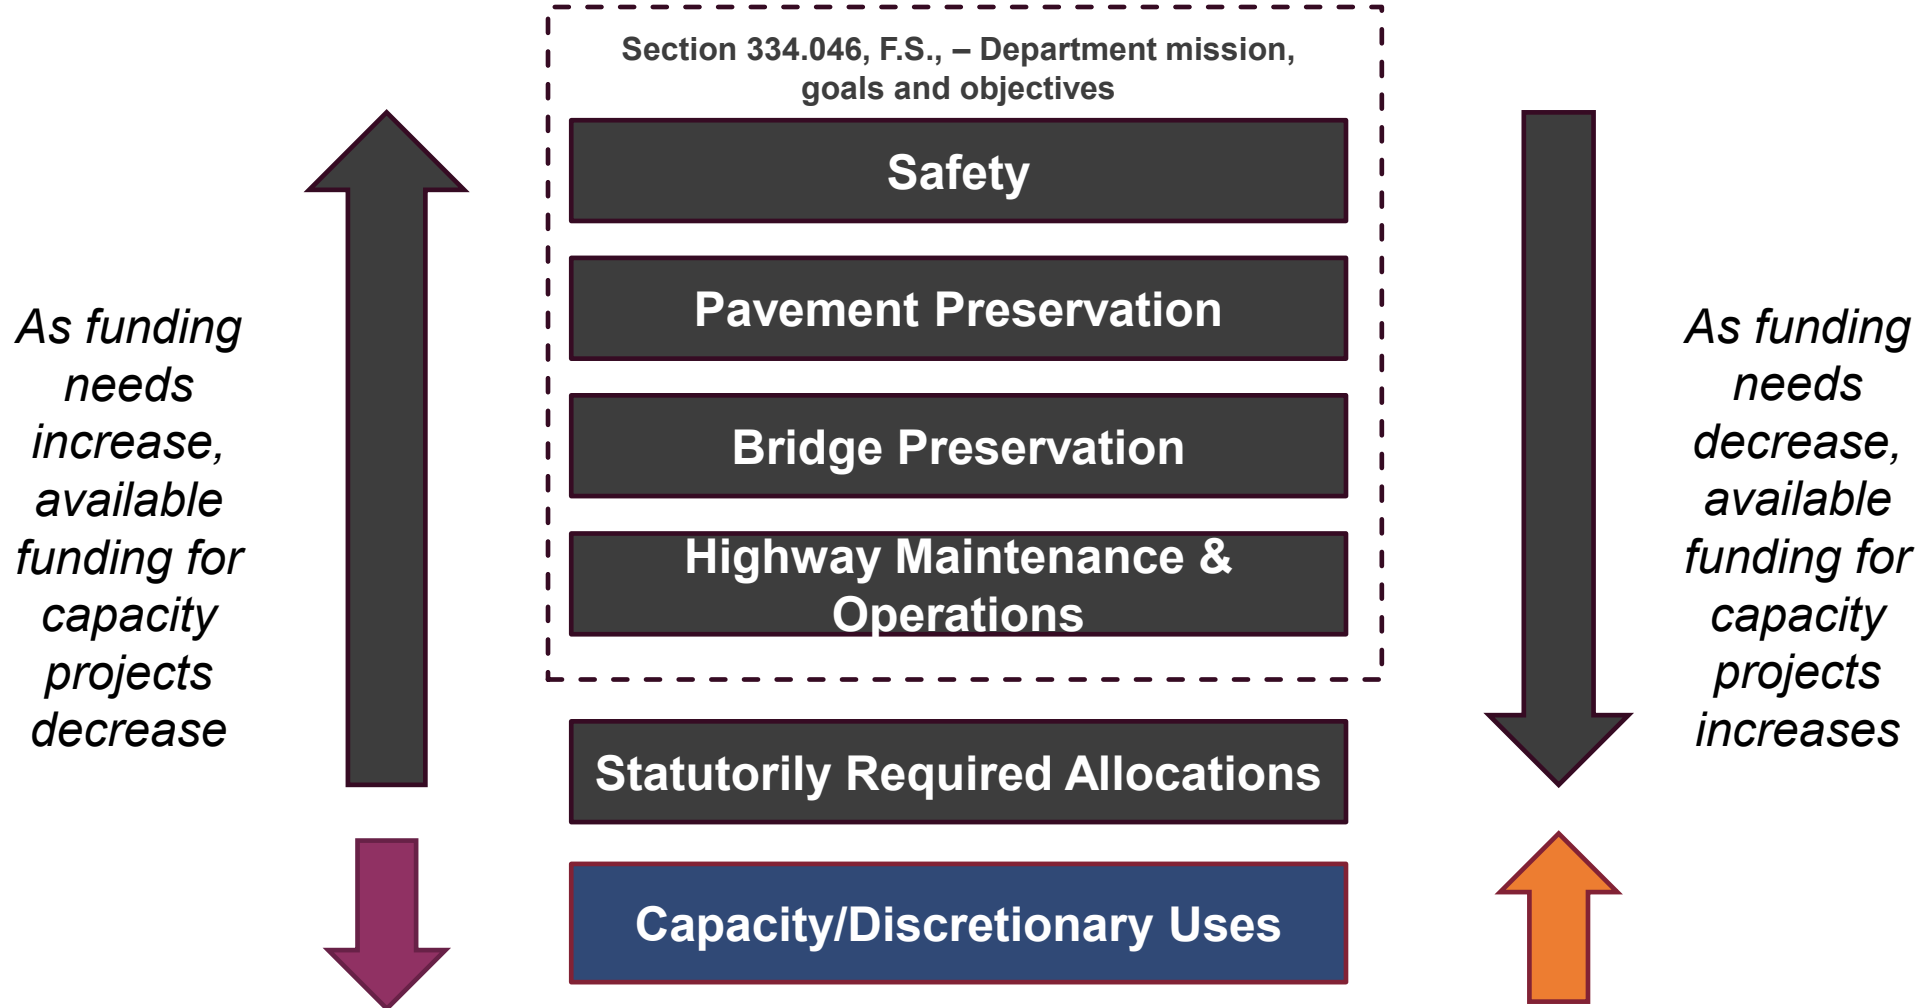 Section 334.046, F.S., – Department mission,
goals and objectives
Safety
Pavement Preservation
Bridge Preservation
Highway Maintenance &
Operations
Statutorily Required Allocations
Capacity/Discretionary Uses
As funding
needs
increase,
available
funding for
capacity
projects
decrease
As funding
needs
decrease,
available
funding for
capacity
projects
increases